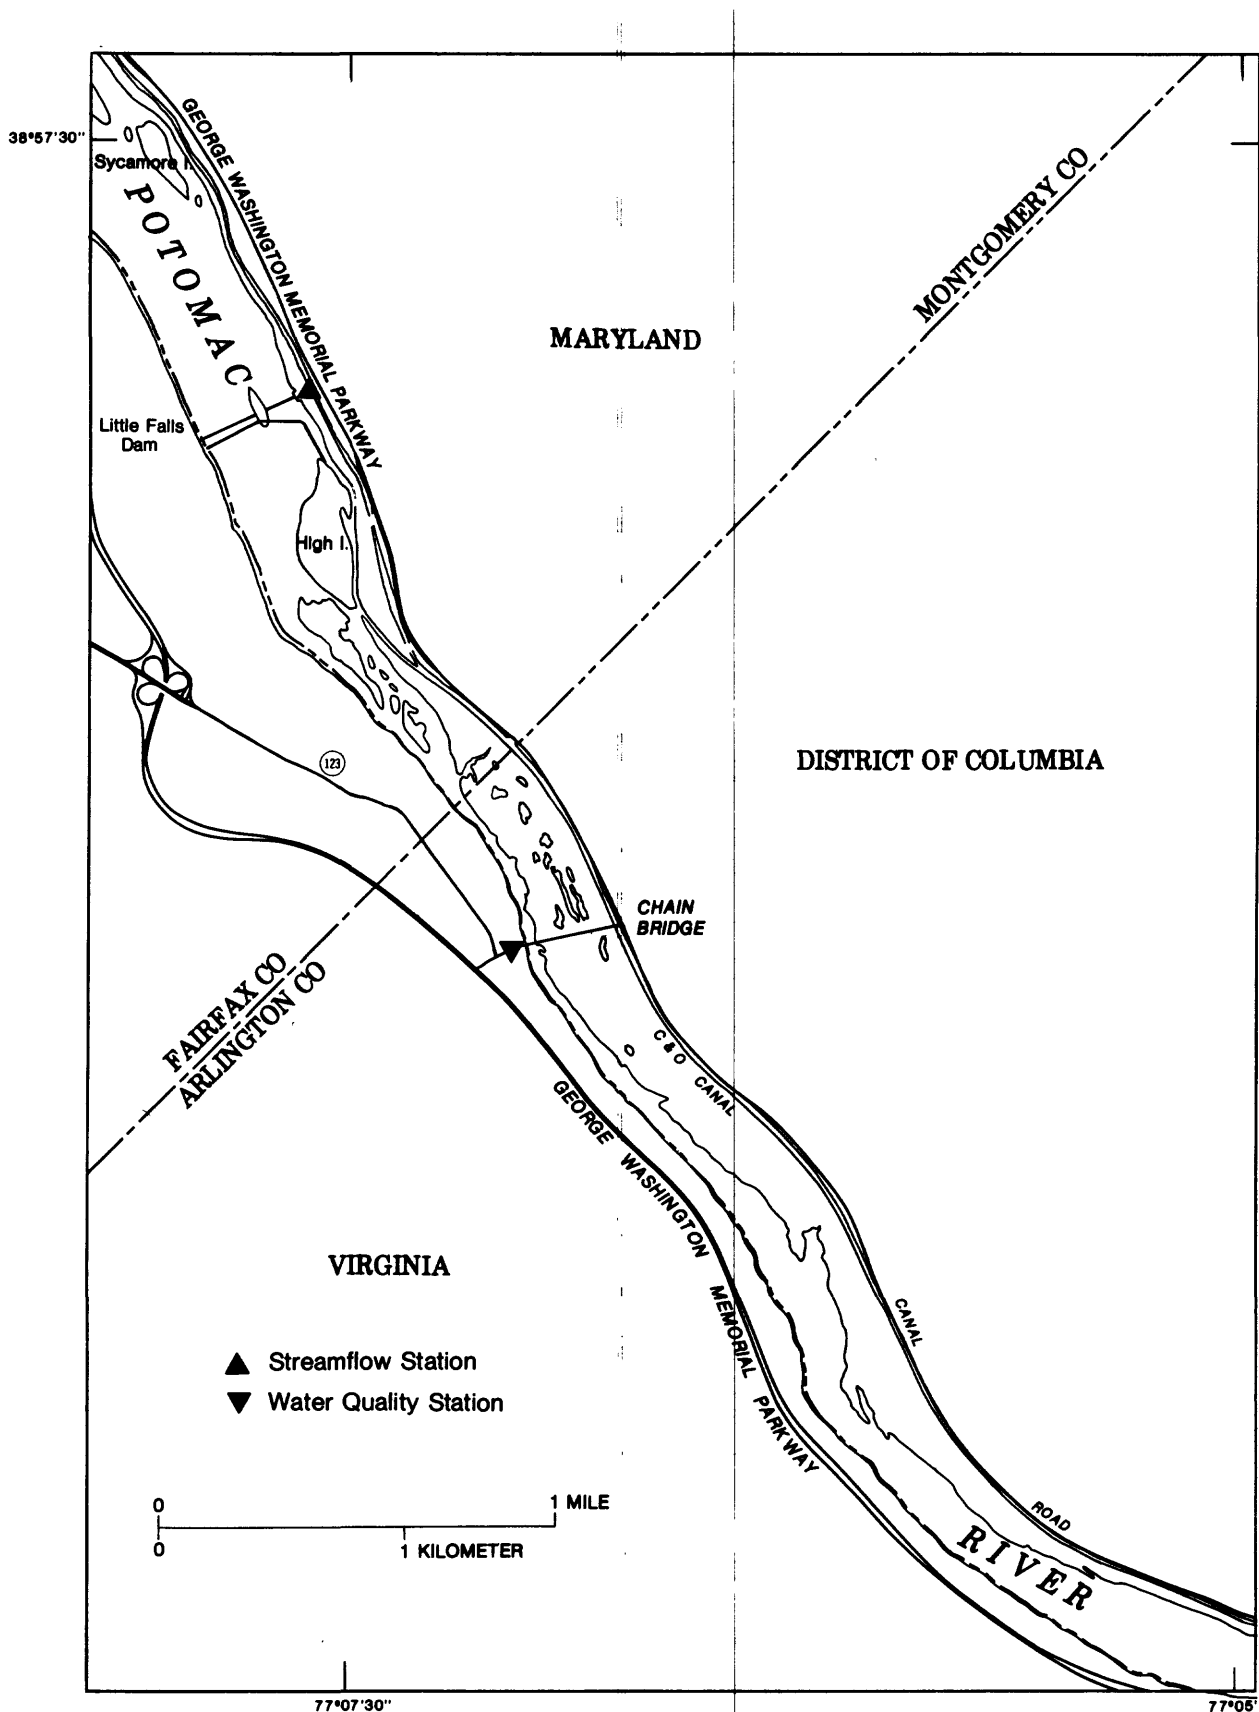 38°57'30"
Sycamore I.
GEORGE WASHINGTON MEMORIAL PARKWAY
POTOMAC
MONTGOMERY CO
MARYLAND
Little Falls
Dam
High I.
123
DISTRICT OF COLUMBIA
CHAIN
BRIDGE
FAIRFAX CO
ARLINGTON CO
C & O CANAL
GEORGE WASHINGTON MEMORIAL PARKWAY
VIRGINIA
CANAL ROAD
Streamflow Station
Water Quality Station
0 1 MILE
0 1 KILOMETER
RIVER
77°07'30" 77°05'